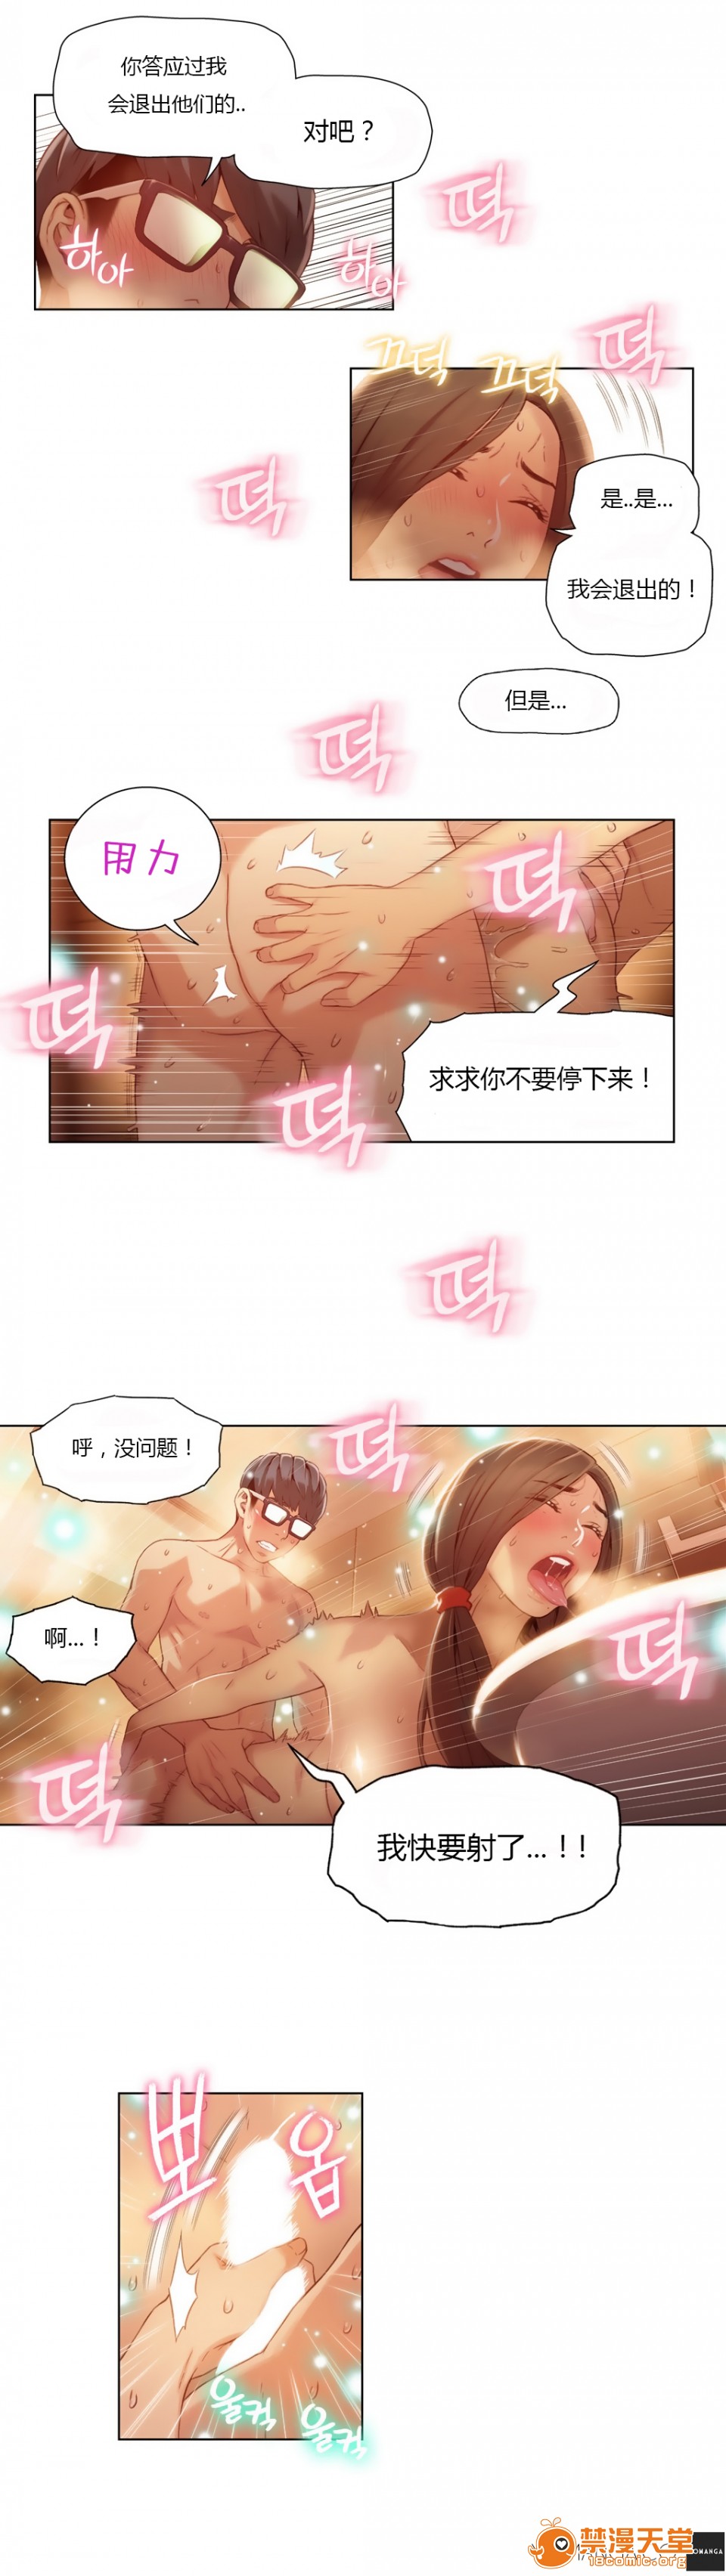 你答应过我
会退出他们的..
对吧？
하아
하아
떡
끄덕
끄덕
떡
떡
是..是...
我会退出的！
但是...
떡
用力
떡
떡
求求你不要停下来！
떡
떡
呼，没问题！
떡
啊...！
떡
떡
我快要射了...！！
뽀
옵
울컥
울컥
禁漫天堂
18comic.org
OMANGA